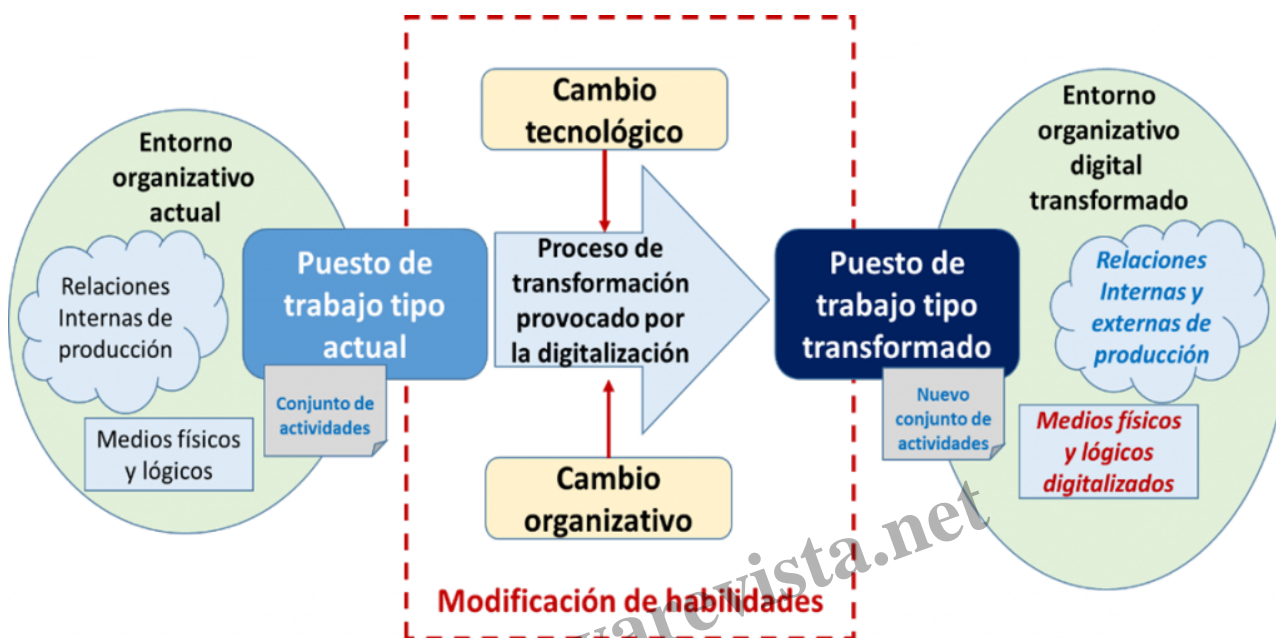 Entorno
organizativo
actual
Relaciones
Internas de
producción
Medios físicos
y lógicos
Puesto de
trabajo tipo
actual
Conjunto de
actividades
Cambio
tecnológico
Proceso de
transformación
provocado por
la digitalización
Cambio
organizativo
Modificación de habilidades
Puesto de
trabajo tipo
transformado
Nuevo
conjunto de
actividades
Entorno
organizativo
digital
transformado
Relaciones
Internas y
externas de
producción
Medios físicos
y lógicos
digitalizados